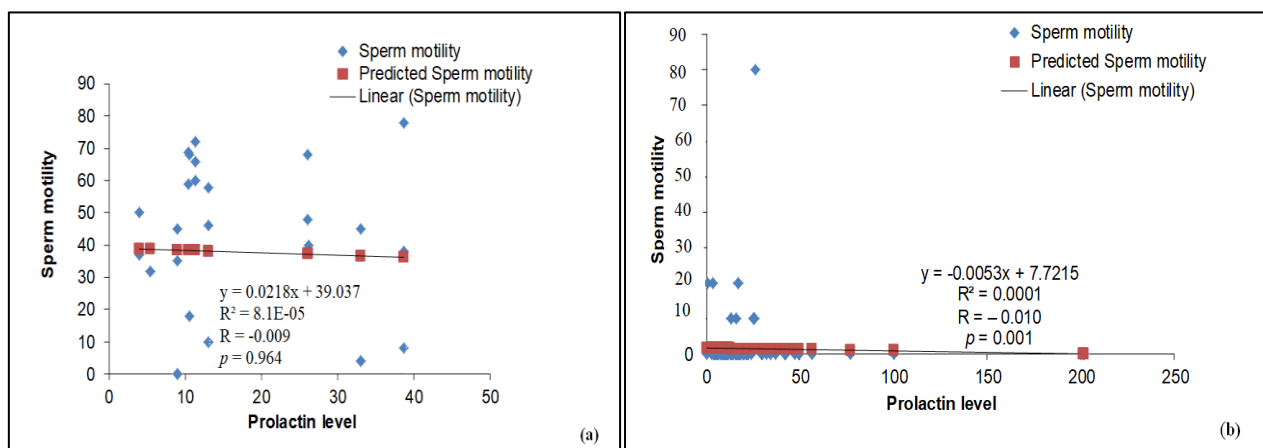 Sperm motility
Predicted Sperm motility
Linear (Sperm motility)
90
80
70
60
50
40
30
20
10
0
Sperm motility
y = 0.0218x + 39.037
R² = 8.1E-05
R = -0.009
p = 0.964
0
10
20
30
40
50
Prolactin level
(a)
Sperm motility
Predicted Sperm motility
Linear (Sperm motility)
90
80
70
60
50
40
30
20
10
0
Sperm motility
y = -0.0053x + 7.7215
R² = 0.0001
R = – 0.010
p = 0.001
0
50
100
150
200
250
Prolactin level
(b)